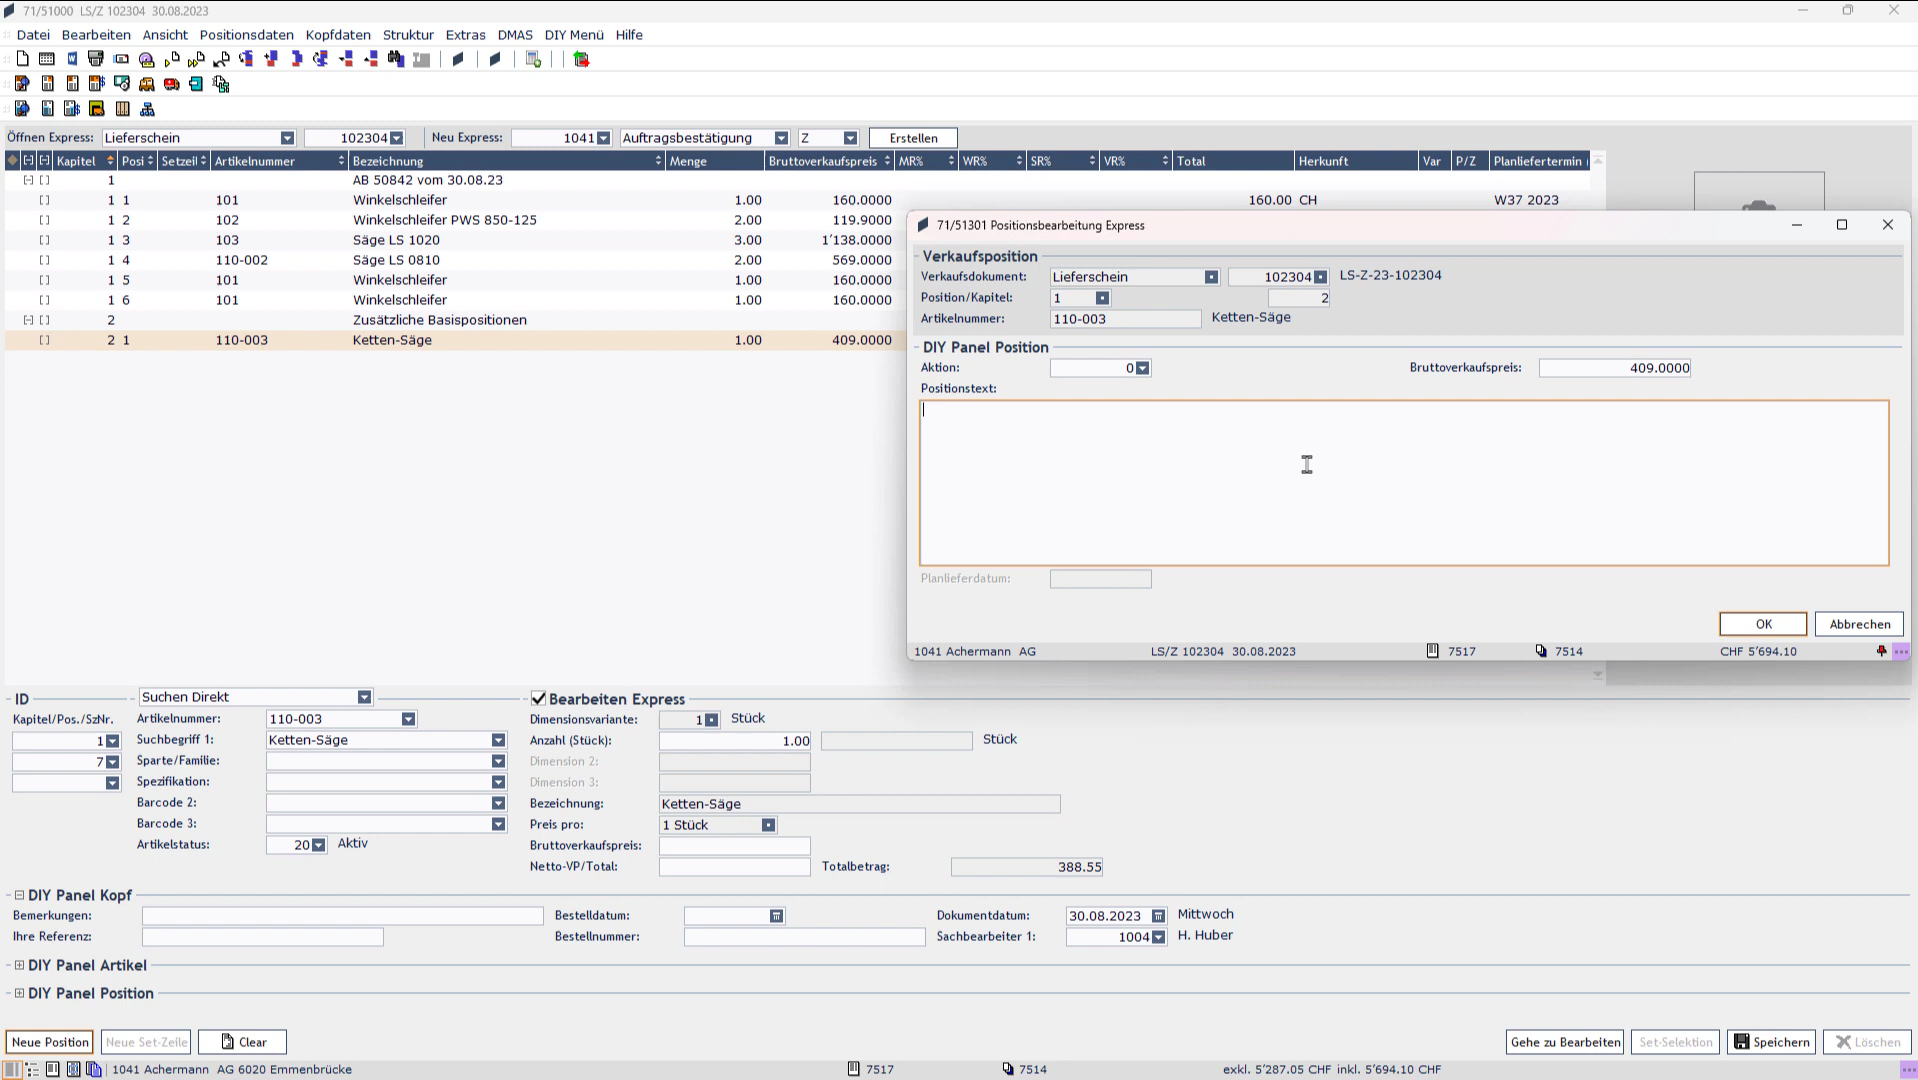 71/51000 LS/Z 102304 30.08.2023
Datei Bearbeiten Ansicht Positionsdaten Kopfdaten Struktur Extras DMAS DIY Menü Hilfe
Öffnen Express: Lieferschein 102304 Neu Express: 1041 Auftragsbestätigung Z Erstellen
Kapitel Posi Setzeil Artikelnummer Bezeichnung Menge Bruttoverkaufspreis MR% WR% SR% VR% Total Herkunft Var P/Z Planliefertermin
1 AB 50842 vom 30.08.23
1 1 101 Winkelschleifer 1.00 160.0000 160.00 CH W37 2023
1 2 102 Winkelschleifer PWS 850-125 2.00 119.9000
1 3 103 Säge LS 1020 3.00 1'138.0000
1 4 110-002 Säge LS 0810 2.00 569.0000
1 5 101 Winkelschleifer 1.00 160.0000
1 6 101 Winkelschleifer 1.00 160.0000
2 Zusätzliche Basispositionen
2 1 110-003 Ketten-Säge 1.00 409.0000
71/51301 Positionsbearbeitung Express
Verkaufsposition
Verkaufsdokument: Lieferschein 102304 LS-Z-23-102304
Position/Kapitel: 1 2
Artikelnummer: 110-003 Ketten-Säge
DIY Panel Position
Aktion: 0 Bruttoverkaufspreis: 409.0000
Positionstext:
Planlieferdatum:
OK Abbrechen
1041 Achermann AG LS/Z 102304 30.08.2023 7517 7514 CHF 5'694.10
ID Suchen Direkt Bearbeiten Express
Kapitel/Pos./SzNr. Artikelnummer: 110-003 Dimensionsvariante: 1 Stück
1 Suchbegriff 1: Ketten-Säge Anzahl (Stück): 1.00 Stück
7 Sparte/Familie: Dimension 2:
Spezifikation: Dimension 3:
Barcode 2: Bezeichnung: Ketten-Säge
Barcode 3: Preis pro: 1 Stück
Artikelstatus: 20 Aktiv Bruttoverkaufspreis:
Netto-VP/Total: Totalbetrag: 388.55
DIY Panel Kopf
Bemerkungen: Bestelldatum: Dokumentdatum: 30.08.2023 Mittwoch
Ihre Referenz: Bestellnummer: Sachbearbeiter 1: 1004 H. Huber
DIY Panel Artikel
DIY Panel Position
Neue Position Neue Set-Zeile Clear Gehe zu Bearbeiten Set-Selektion Speichern Löschen
1041 Achermann AG 6020 Emmenbrücke 7517 7514 exkl. 5'287.05 CHF inkl. 5'694.10 CHF